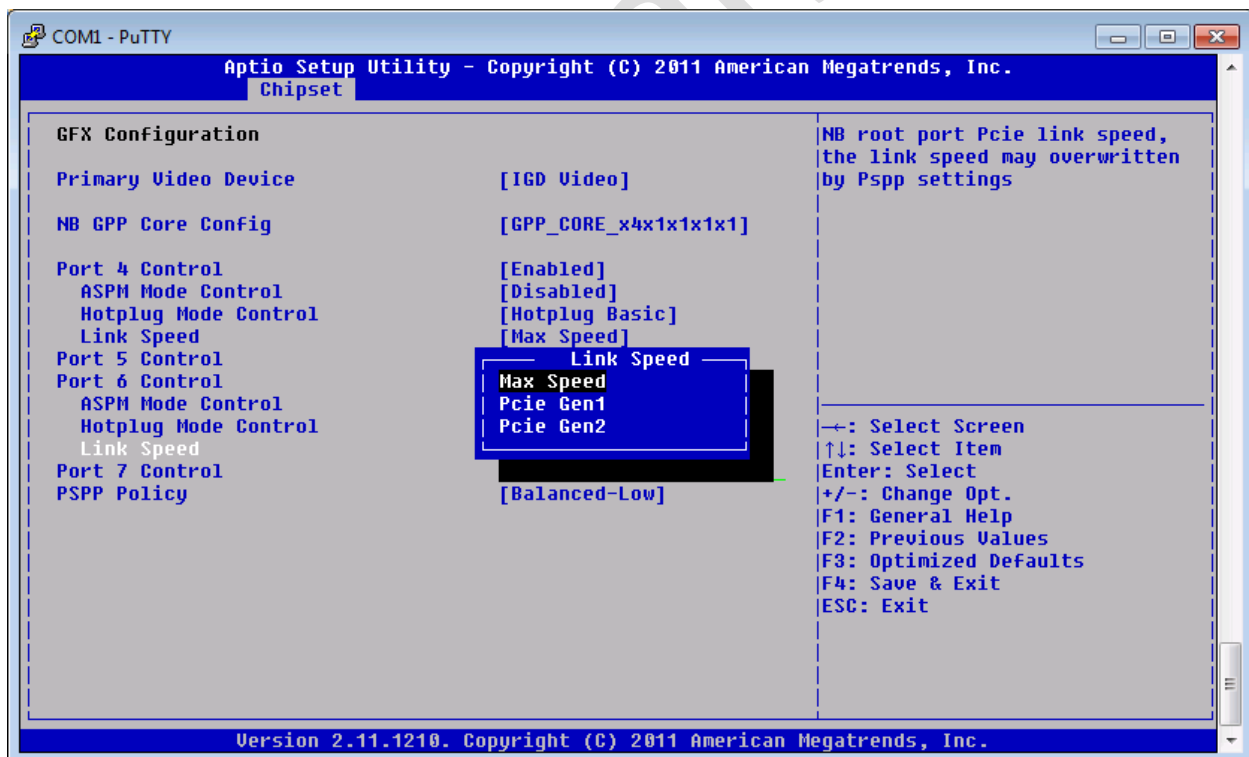 COM1 - PuTTY
Aptio Setup Utility - Copyright (C) 2011 American Megatrends, Inc.
Chipset
GFX Configuration
Primary Video Device [IGD Video]
NB GPP Core Config [GPP_CORE_x4x1x1x1x1]
Port 4 Control [Enabled]
ASPM Mode Control [Disabled]
Hotplug Mode Control [Hotplug Basic]
Link Speed [Max Speed]
Port 5 Control
Port 6 Control
ASPM Mode Control
Hotplug Mode Control
Link Speed
Port 7 Control
PSPP Policy [Balanced-Low]
Link Speed
Max Speed
Pcie Gen1
Pcie Gen2
NB root port Pcie link speed,
the link speed may overwritten
by Pspp settings
→←: Select Screen
↑↓: Select Item
Enter: Select
+/-: Change Opt.
F1: General Help
F2: Previous Values
F3: Optimized Defaults
F4: Save & Exit
ESC: Exit
Version 2.11.1210. Copyright (C) 2011 American Megatrends, Inc.